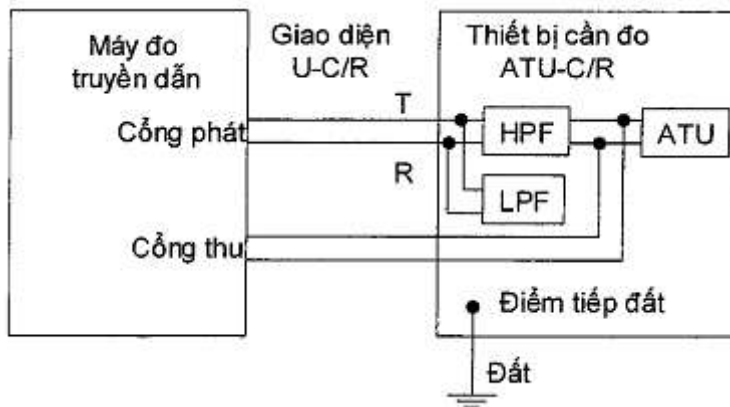 Máy đo
truyền dẫn
Cổng phát
Cổng thu
Giao diện
U-C/R
T
R
Thiết bị cần đo
ATU-C/R
HPF
ATU
LPF
Điểm tiếp đất
Đất